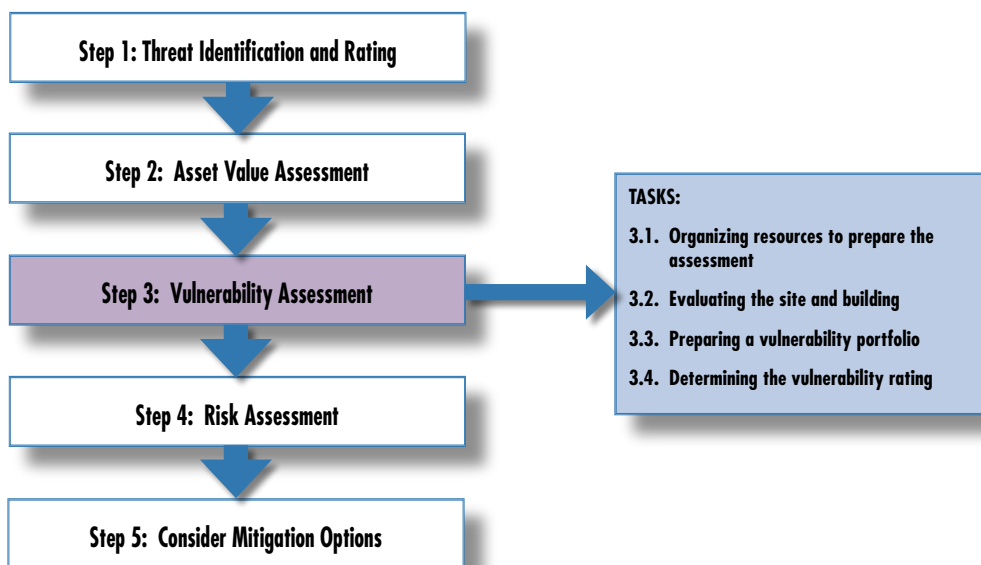 Step 1: Threat Identification and Rating
Step 2: Asset Value Assessment
Step 3: Vulnerability Assessment
Step 4: Risk Assessment
Step 5: Consider Mitigation Options
TASKS:
3.1. Organizing resources to prepare the
assessment
3.2. Evaluating the site and building
3.3. Preparing a vulnerability portfolio
3.4. Determining the vulnerability rating